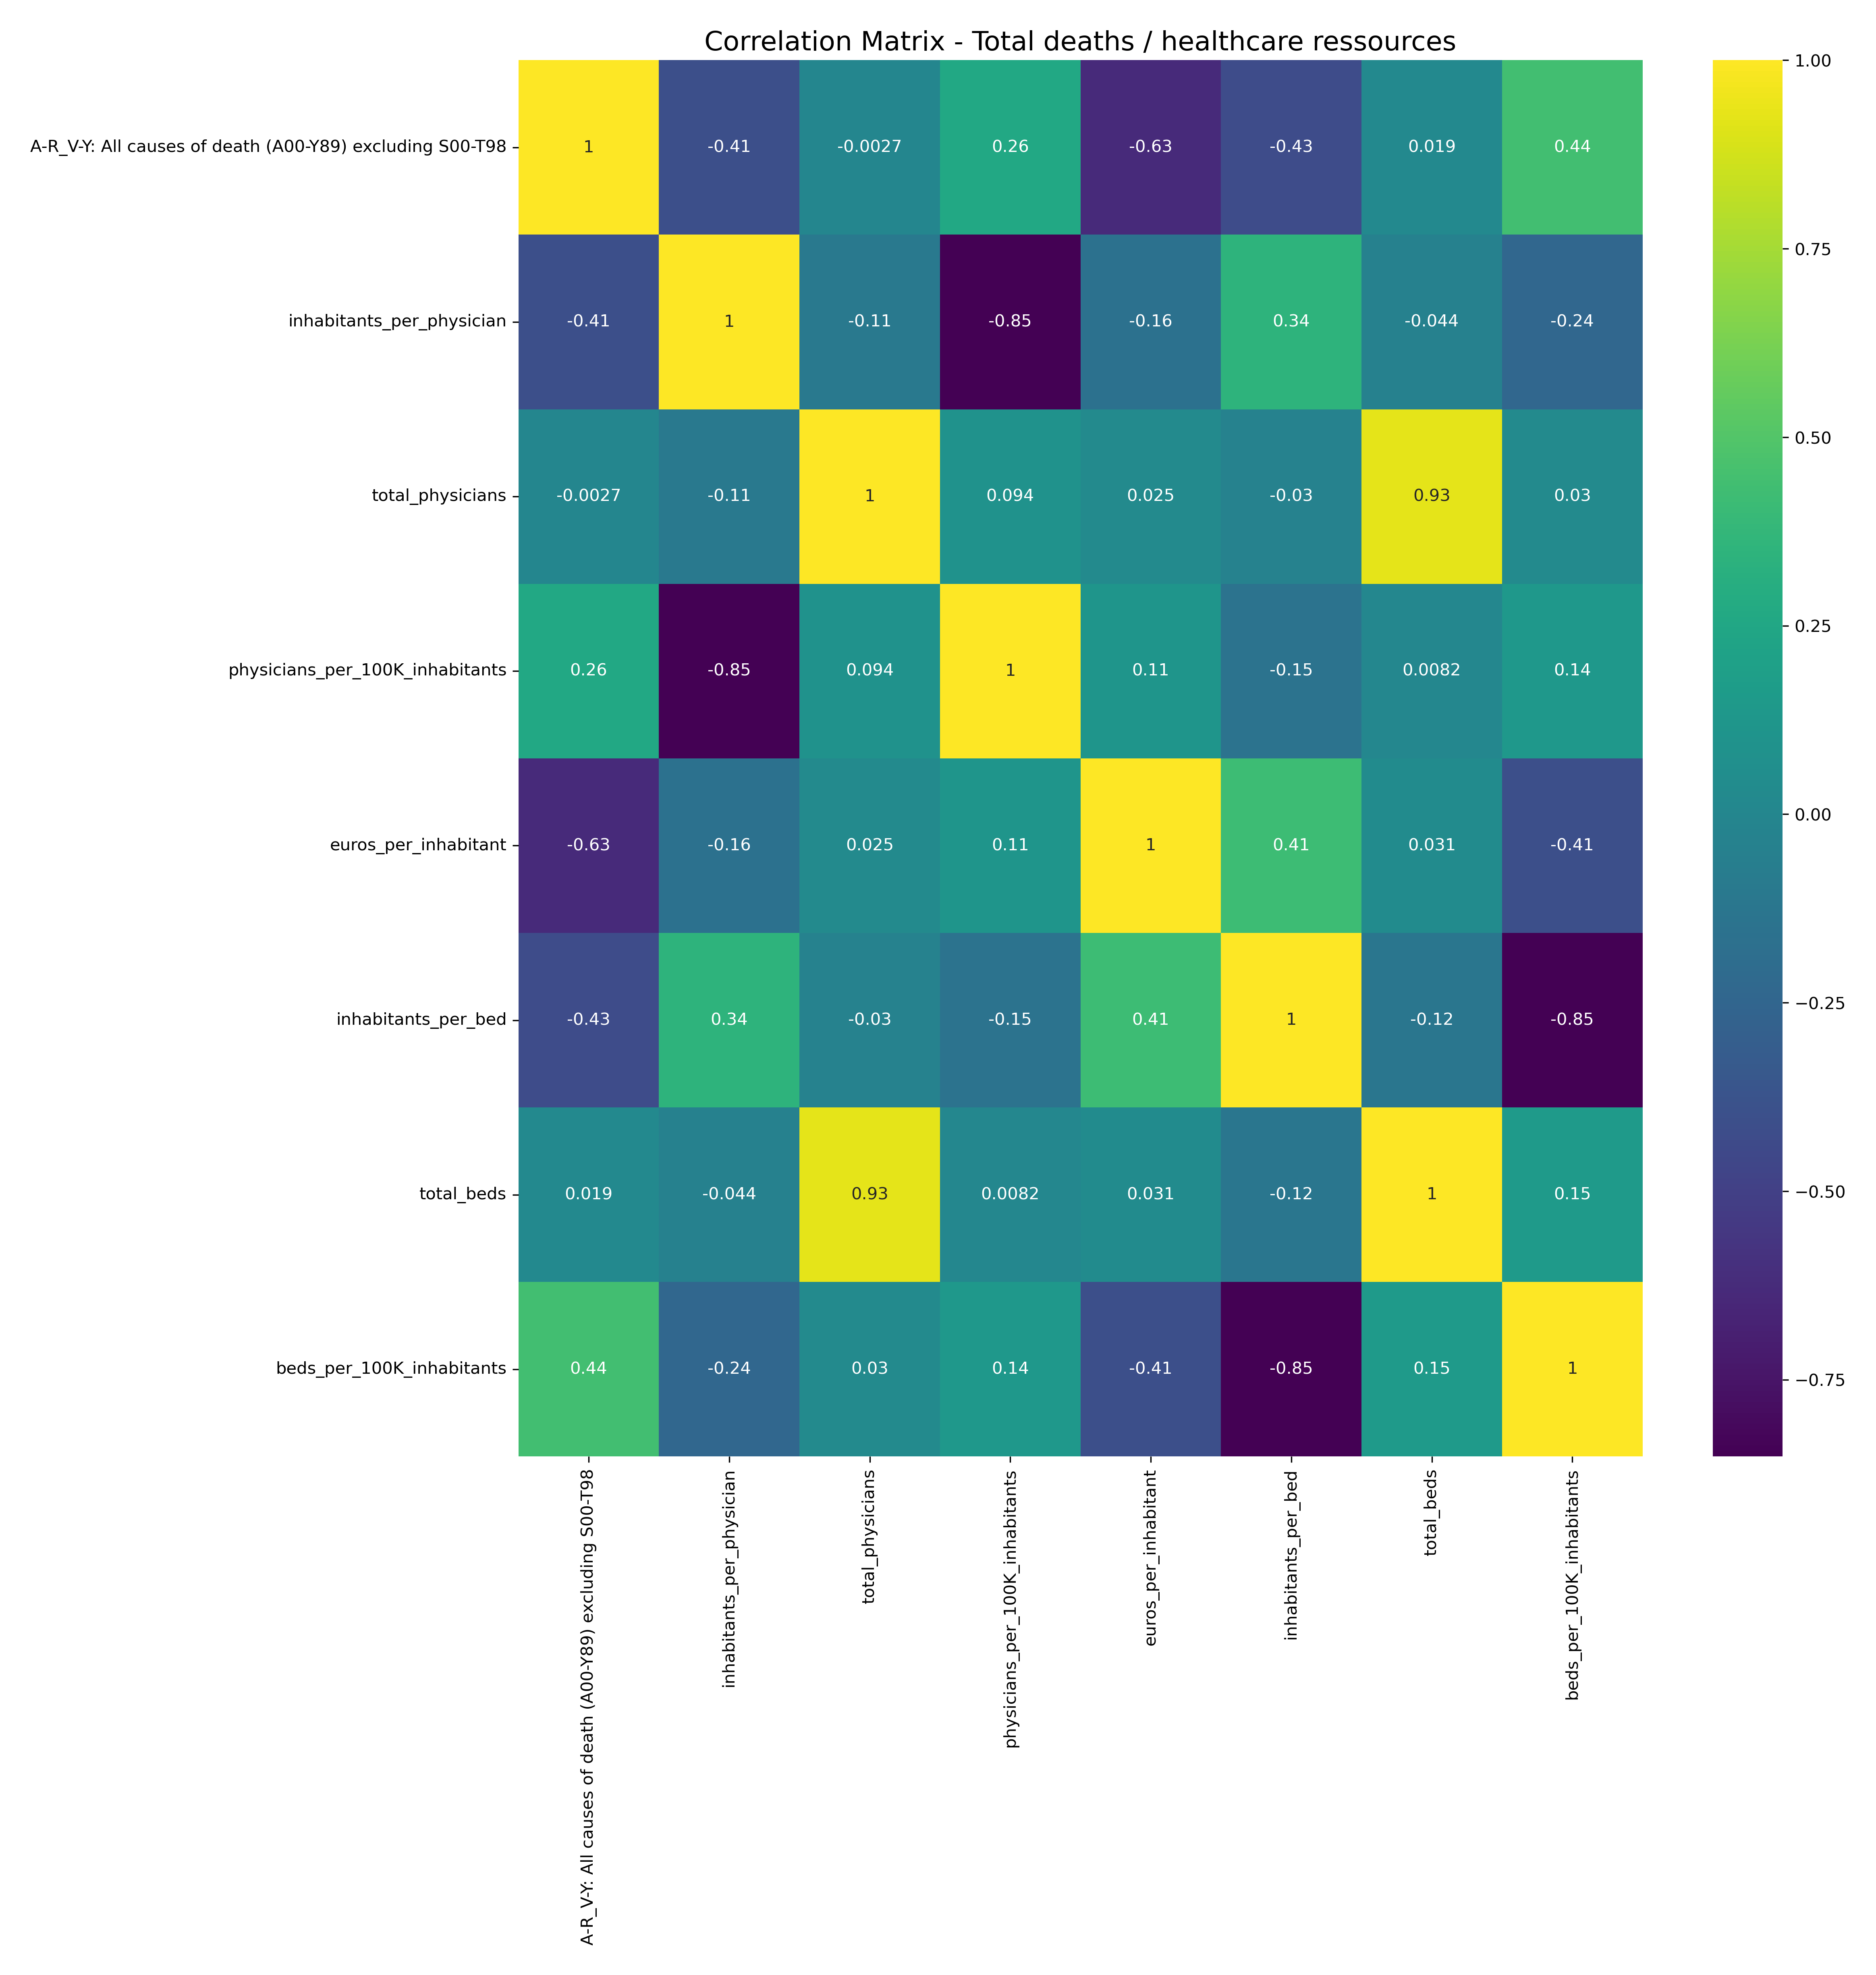 Correlation Matrix - Total deaths / healthcare ressources
A-R_V-Y: All causes of death (A00-Y89) excluding S00-T98 1 -0.41 -0.0027 0.26 -0.63 -0.43 0.019 0.44
inhabitants_per_physician -0.41 1 -0.11 -0.85 -0.16 0.34 -0.044 -0.24
total_physicians -0.0027 -0.11 1 0.094 0.025 -0.03 0.93 0.03
physicians_per_100K_inhabitants 0.26 -0.85 0.094 1 0.11 -0.15 0.0082 0.14
euros_per_inhabitant -0.63 -0.16 0.025 0.11 1 0.41 0.031 -0.41
inhabitants_per_bed -0.43 0.34 -0.03 -0.15 0.41 1 -0.12 -0.85
total_beds 0.019 -0.044 0.93 0.0082 0.031 -0.12 1 0.15
beds_per_100K_inhabitants 0.44 -0.24 0.03 0.14 -0.41 -0.85 0.15 1
A-R_V-Y: All causes of death (A00-Y89) excluding S00-T98
inhabitants_per_physician
total_physicians
physicians_per_100K_inhabitants
euros_per_inhabitant
inhabitants_per_bed
total_beds
beds_per_100K_inhabitants
1.00
0.75
0.50
0.25
0.00
−0.25
−0.50
−0.75